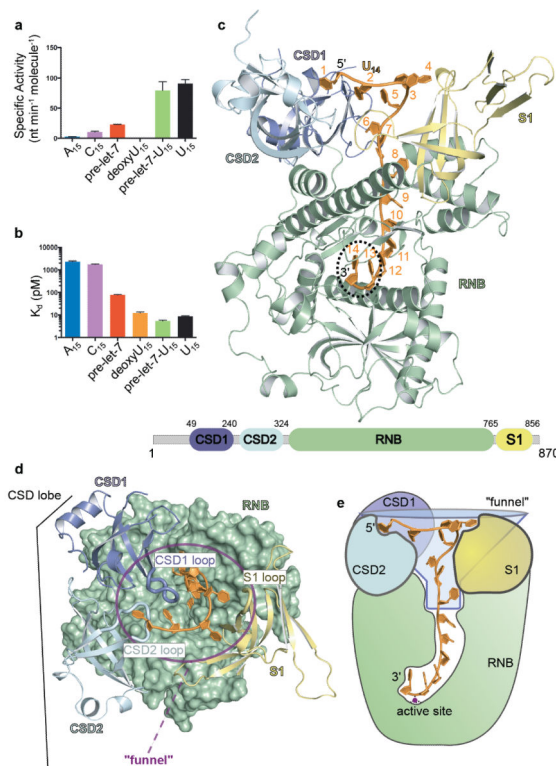 a
Specific Activity
(nt min⁻¹ molecule⁻¹)
150
100
50
0
A₁₅
C₁₅
pre-let-7
deoxyU₁₅
pre-let-7-U₁₅
U₁₅
b
K_d (pM)
10000
1000
100
10
1
A₁₅
C₁₅
pre-let-7
deoxyU₁₅
pre-let-7-U₁₅
U₁₅
c
CSD1
5'
U₁₄
1
2
3
4
5
6
7
8
9
10
11
12
13
14
3'
CSD2
S1
RNB
49 240 324 765 856
CSD1 CSD2 RNB S1
1 870
d
CSD lobe
CSD1
RNB
CSD1 loop
S1 loop
CSD2 loop
S1
CSD2
"funnel"
e
CSD1
"funnel"
5'
CSD2
S1
RNB
3'
active site